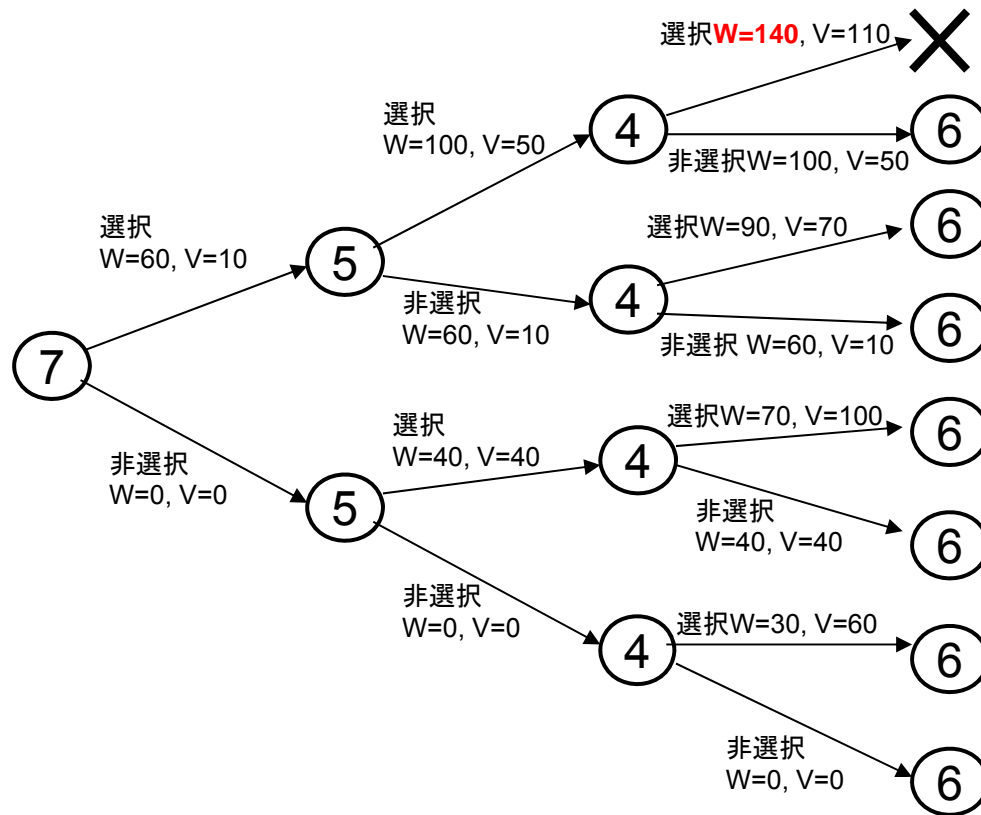 選択W=140, V=110
選択
W=100, V=50
4
6
非選択W=100, V=50
選択
W=60, V=10
5
選択W=90, V=70
6
非選択
W=60, V=10
4
非選択 W=60, V=10
6
7
選択
W=40, V=40
4
選択W=70, V=100
6
非選択
W=0, V=0
5
非選択
W=40, V=40
6
非選択
W=0, V=0
4
選択W=30, V=60
6
非選択
W=0, V=0
6